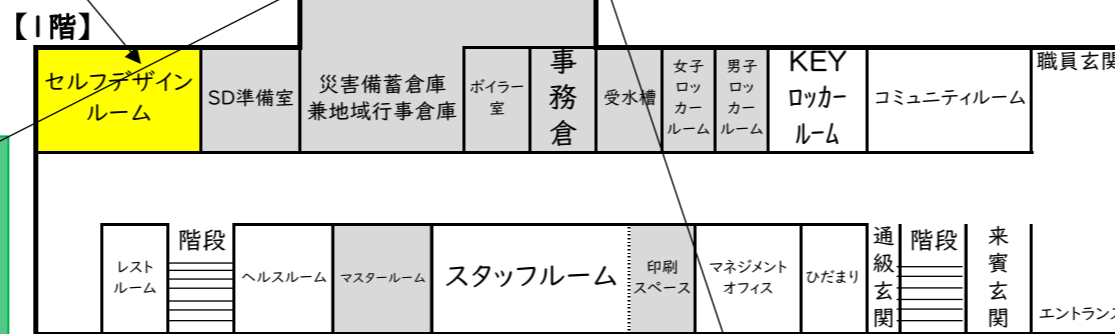 【1階】
セルフデザイン
ルーム
SD準備室
災害備蓄倉庫
兼地域行事倉庫
ボイラー
室
事
務
倉
受水槽
女子
ロッ
カー
ルーム
男子
ロッ
カー
ルーム
KEY
ロッカー
ルーム
コミュニティルーム
職員玄関
レスト
ルーム
階段
ヘルスルーム
マスタールーム
スタッフルーム
印刷
スペース
マネジメント
オフィス
ひだまり
通
級
玄
関
階段
来
賓
玄
関
エントランス